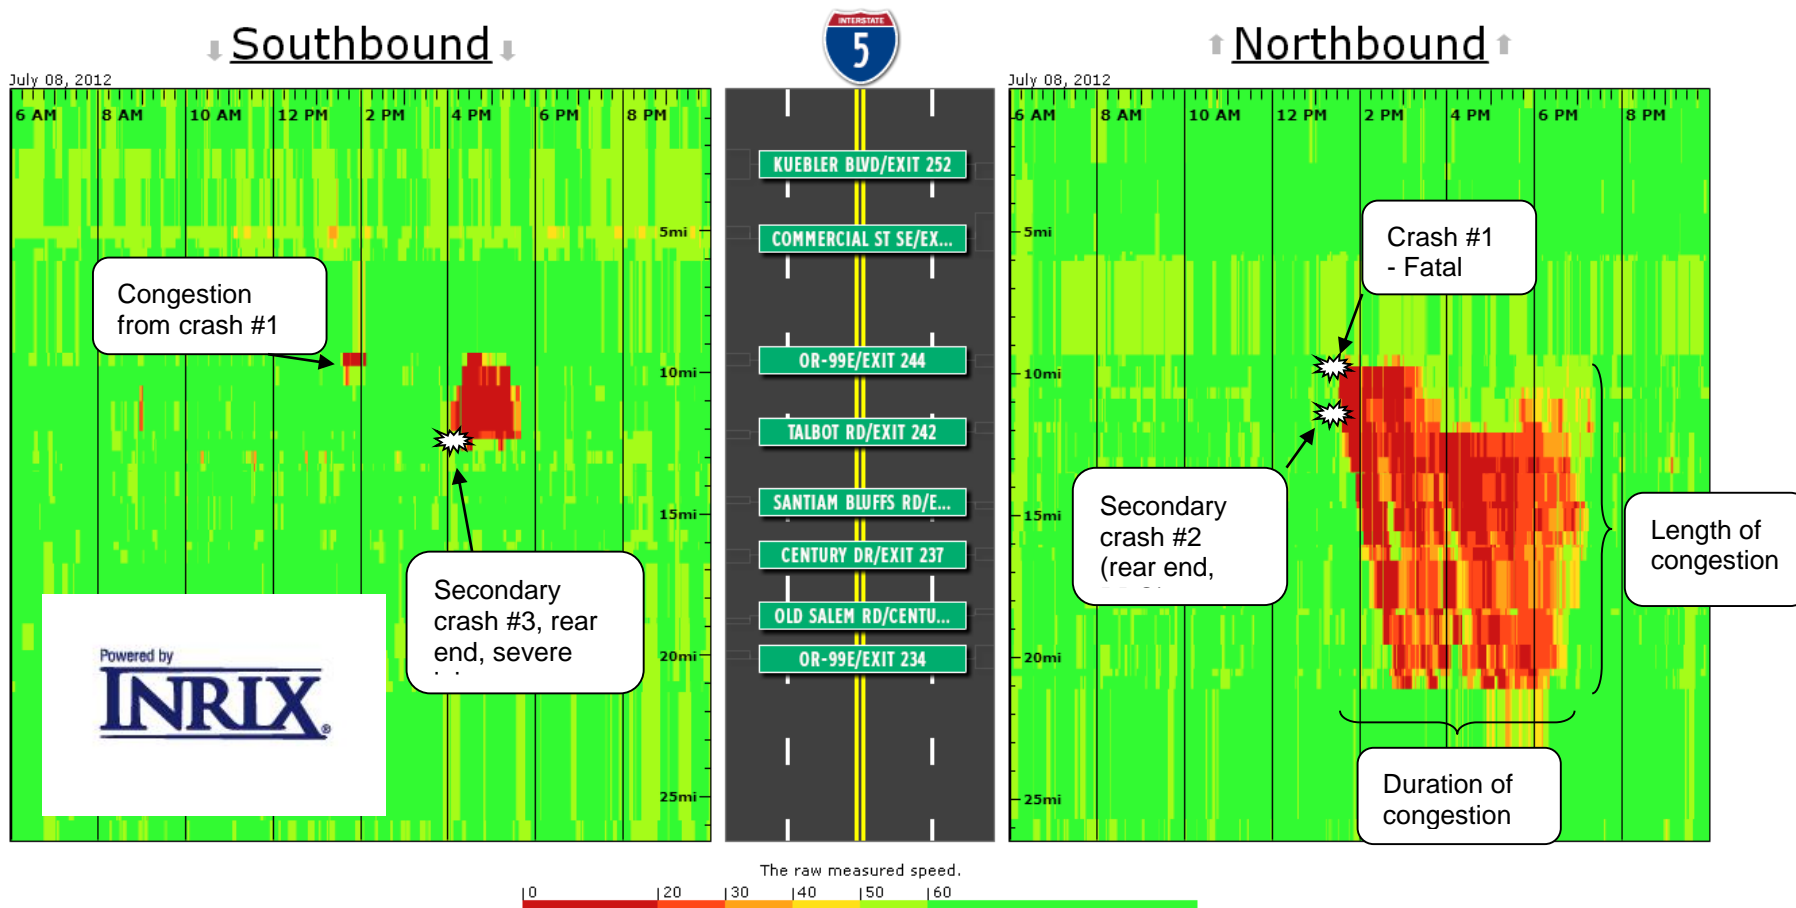 ↓ Southbound ↓
INTERSTATE
5
↑ Northbound ↑
July 08, 2012
6 AM 8 AM 10 AM 12 PM 2 PM 4 PM 6 PM 8 PM
5mi
10mi
15mi
20mi
25mi
Congestion
from crash #1
Secondary
crash #3, rear
end, severe
Powered by
INRIX®
KUEBLER BLVD/EXIT 252
COMMERCIAL ST SE/EX...
OR-99E/EXIT 244
TALBOT RD/EXIT 242
SANTIAM BLUFFS RD/E...
CENTURY DR/EXIT 237
OLD SALEM RD/CENTU...
OR-99E/EXIT 234
July 08, 2012
6 AM 8 AM 10 AM 12 PM 2 PM 4 PM 6 PM 8 PM
5mi
10mi
15mi
20mi
25mi
Crash #1
- Fatal
Secondary
crash #2
(rear end,
Length of
congestion
Duration of
congestion
The raw measured speed.
0 20 30 40 50 60